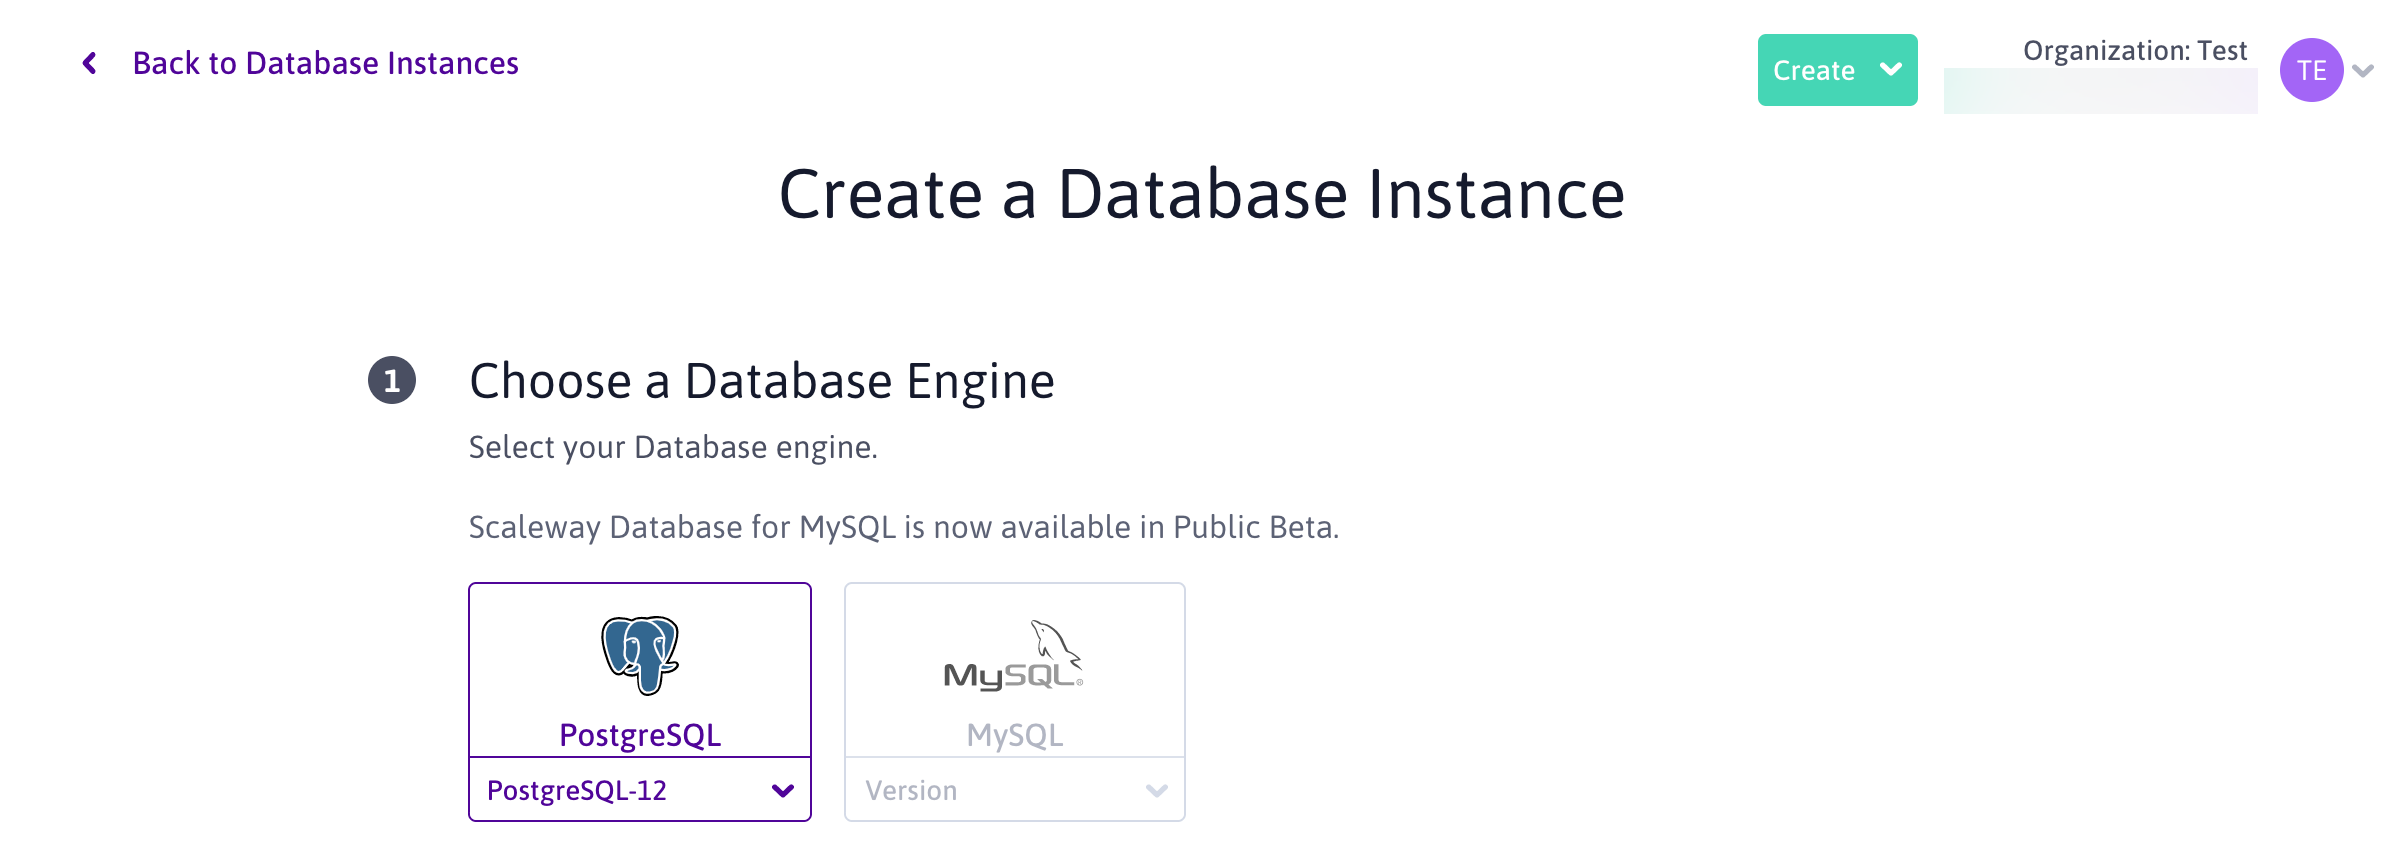 Back to Database Instances
Create
Organization: Test
TE
Create a Database Instance
1
Choose a Database Engine
Select your Database engine.
Scaleway Database for MySQL is now available in Public Beta.
MySQL®
PostgreSQL
MySQL
PostgreSQL-12
Version